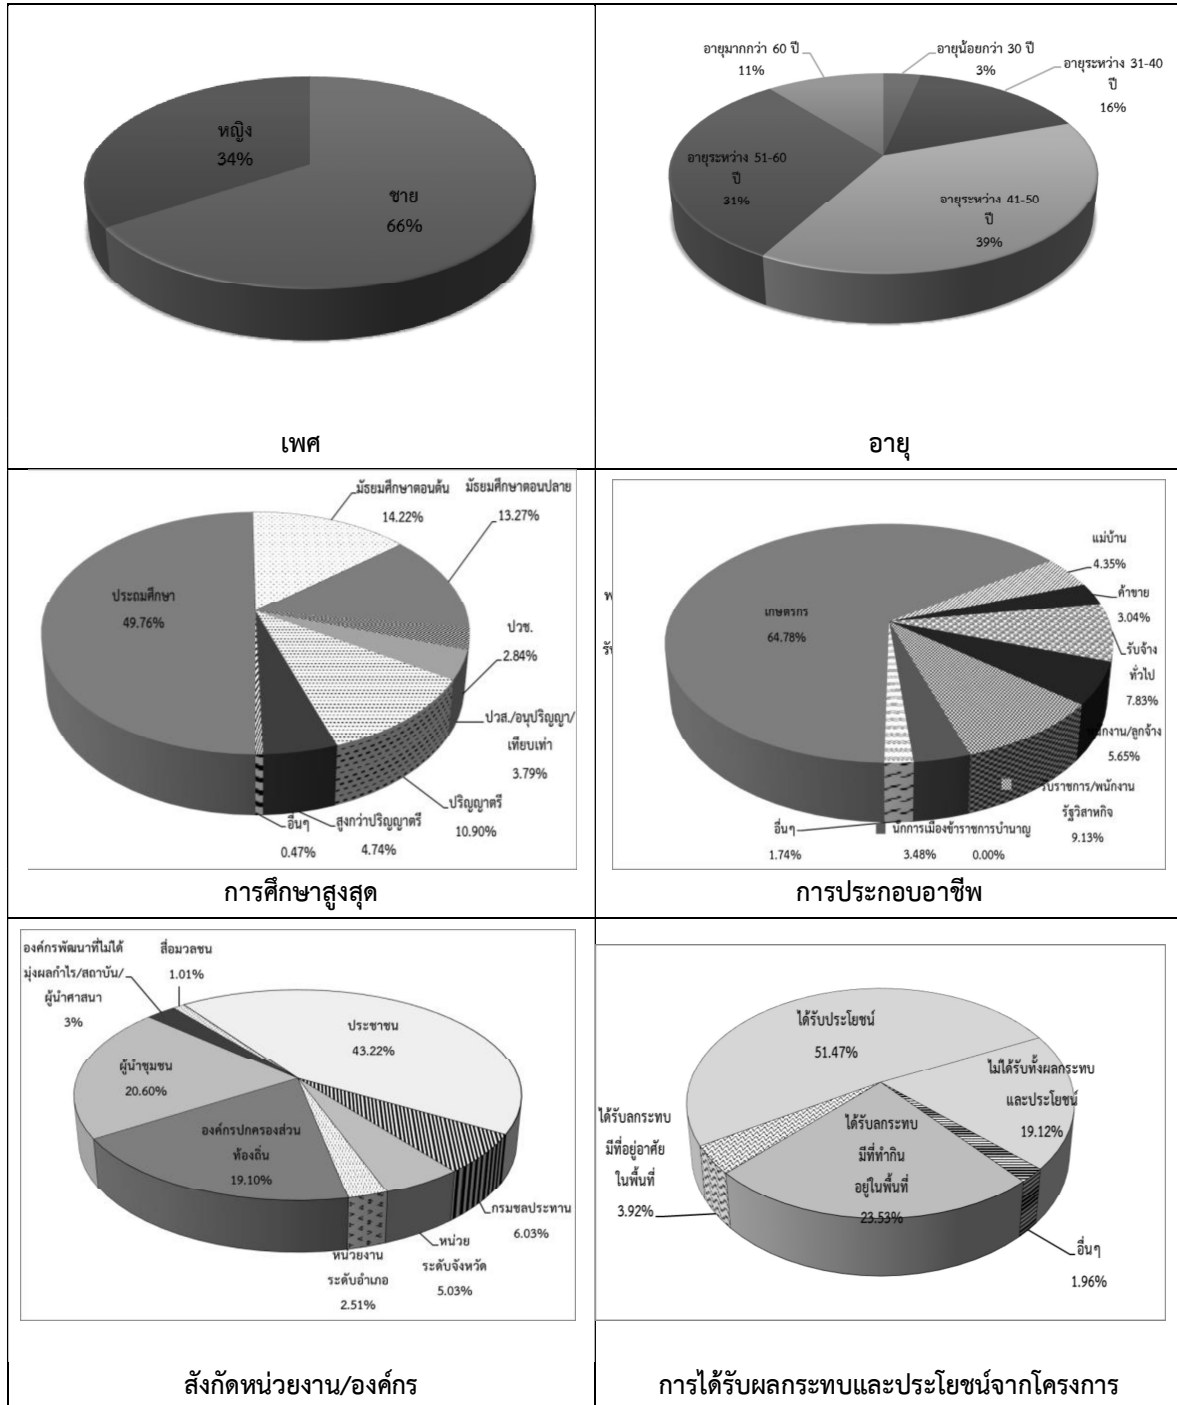 หญิง
34%
ชาย
66%
เพศ
อายุมากกว่า 60 ปี
11%
อายุน้อยกว่า 30 ปี
3%
อายุระหว่าง 31-40
ปี
16%
อายุระหว่าง 51-60
ปี
31%
อายุระหว่าง 41-50
ปี
39%
อายุ
มัธยมศึกษาตอนต้น
14.22%
มัธยมศึกษาตอนปลาย
13.27%
ประถมศึกษา
49.76%
ปวช.
2.84%
ปวส./อนุปริญญา/
เทียบเท่า
3.79%
ปริญญาตรี
10.90%
สูงกว่าปริญญาตรี
4.74%
อื่นๆ
0.47%
การศึกษาสูงสุด
แม่บ้าน
4.35%
ค้าขาย
3.04%
เกษตรกร
64.78%
รับจ้าง
ทั่วไป
7.83%
5.65%
รัฐวิสาหกิจ
9.13%
นักการเมืองข้าราชการบำนาญ
3.48%
0.00%
อื่นๆ
1.74%
การประกอบอาชีพ
องค์กรพัฒนาที่ไม่ได้
มุ่งผลกำไร/สถาบัน/
ผู้นำศาสนา
3%
สื่อมวลชน
1.01%
ประชาชน
43.22%
ผู้นำชุมชน
20.60%
องค์กรปกครองส่วน
ท้องถิ่น
19.10%
กรมชลประทาน
6.03%
หน่วย
ระดับจังหวัด
5.03%
หน่วยงาน
ระดับอำเภอ
2.51%
สังกัดหน่วยงาน/องค์กร
ได้รับประโยชน์
51.47%
ไม่ได้รับทั้งผลกระทบ
และประโยชน์
19.12%
ได้รับลกระทบ
มีที่อยู่อาศัย
ในพื้นที่
3.92%
ได้รับลกระทบ
มีที่ทำกิน
อยู่ในพื้นที่
23.53%
อื่นๆ
1.96%
การได้รับผลกระทบและประโยชน์จากโครงการ